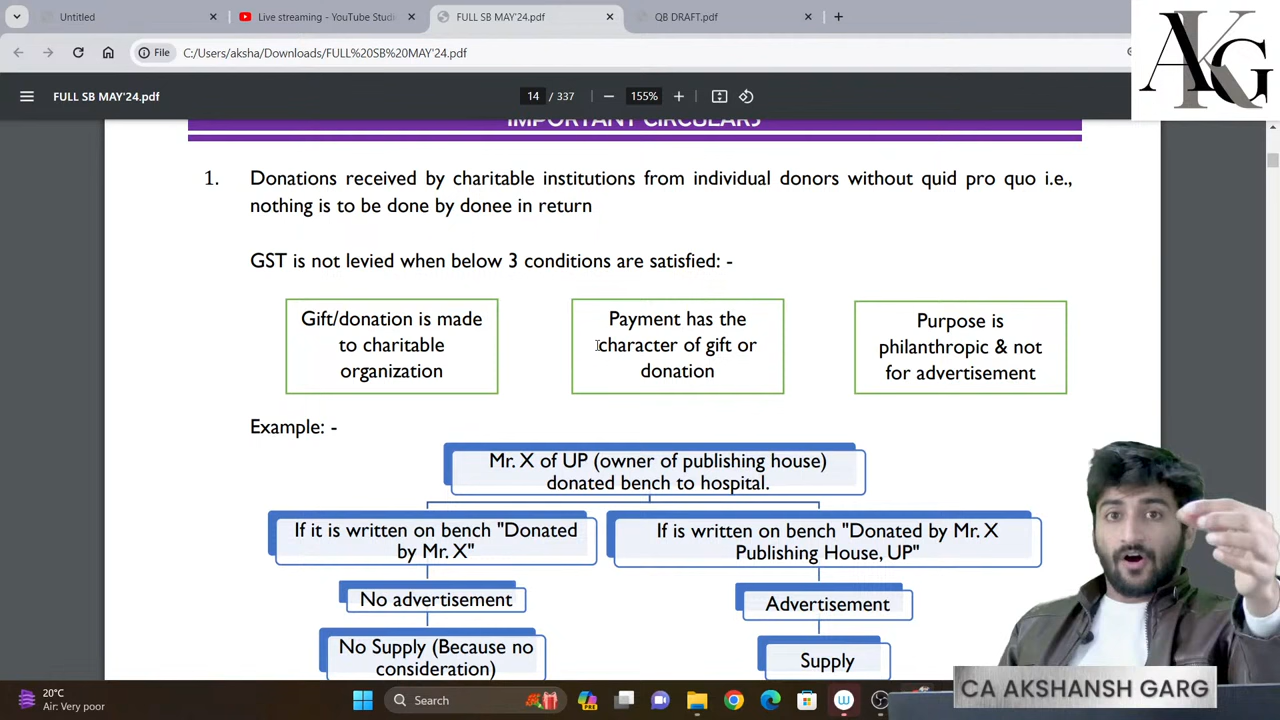 Untitled
Live streaming - YouTube Stud
FULL SB MAY'24.pdf
QB DRAFT.pdf
File
C:/Users/aksha/Downloads/FULL%20SB%20MAY'24.pdf
AKG
FULL SB MAY'24.pdf
14 / 337
155%
IMPORTANT CIRCULARS
1. Donations received by charitable institutions from individual donors without quid pro quo i.e.,
nothing is to be done by donee in return
GST is not levied when below 3 conditions are satisfied: -
Gift/donation is made
to charitable
organization
Payment has the
character of gift or
donation
Purpose is
philanthropic & not
for advertisement
Example: -
Mr. X of UP (owner of publishing house)
donated bench to hospital.
If it is written on bench "Donated
by Mr. X"
If is written on bench "Donated by Mr. X
Publishing House, UP"
No advertisement
Advertisement
No Supply (Because no
consideration)
Supply
CA AKSHANSH GARG
20°C
Air: Very poor
Search
PRE